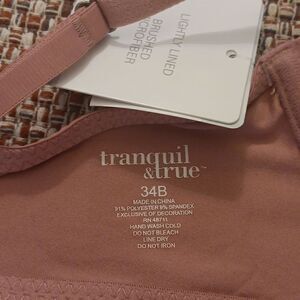 LIGHTLY LINED
BRUSHED
MICROFIBER
tranquil
&true™
34B
MADE IN CHINA
91% POLYESTER 9% SPANDEX
EXCLUSIVE OF DECORATION
RN 48711
HAND WASH COLD
DO NOT BLEACH
LINE DRY
DO NOT IRON